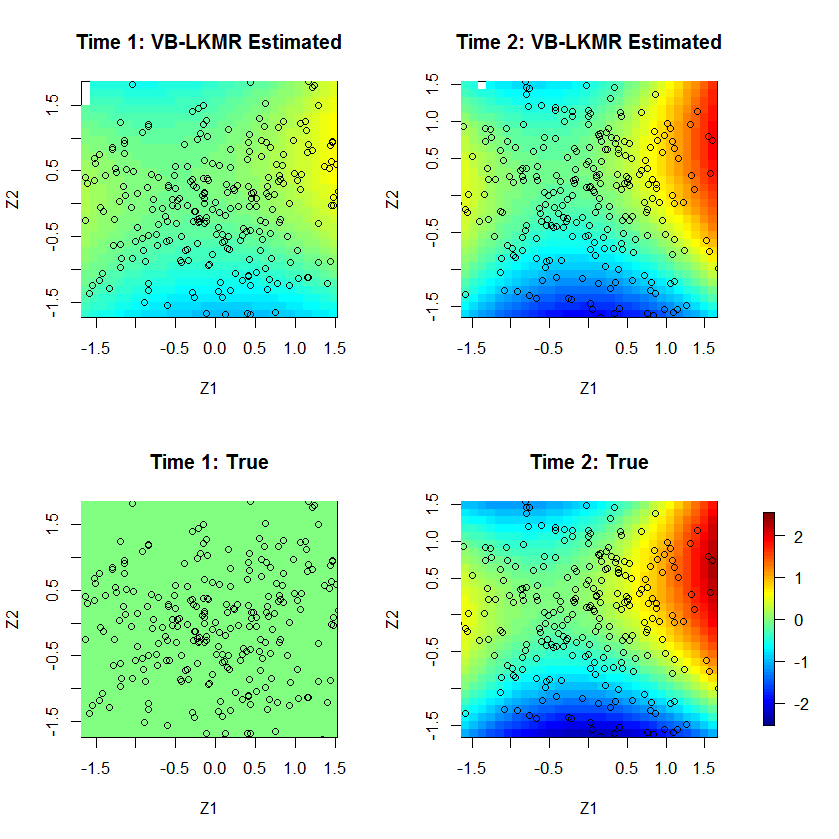 Time 1: VB-LKMR Estimated
Z2
-1.5 -0.5 0.5 1.5
-1.5 -0.5 0.0 0.5 1.0 1.5
Z1
Time 2: VB-LKMR Estimated
Z2
-1.5 -0.5 0.5 1.0 1.5
-1.5 -0.5 0.5 1.0 1.5
Z1
Time 1: True
Z2
-1.5 -0.5 0.5 1.5
-1.5 -0.5 0.0 0.5 1.0 1.5
Z1
Time 2: True
Z2
-1.5 -0.5 0.5 1.0 1.5
-1.5 -0.5 0.5 1.0 1.5
Z1
2
1
0
-1
-2